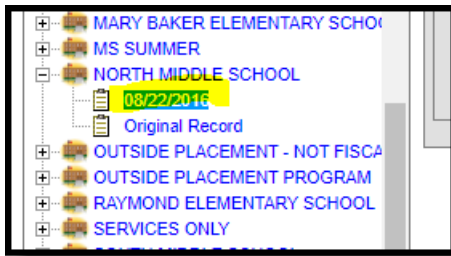 MARY BAKER ELEMENTARY SCHO
MS SUMMER
NORTH MIDDLE SCHOOL
08/22/2016
Original Record
OUTSIDE PLACEMENT - NOT FISCA
OUTSIDE PLACEMENT PROGRAM
RAYMOND ELEMENTARY SCHOOL
SERVICES ONLY